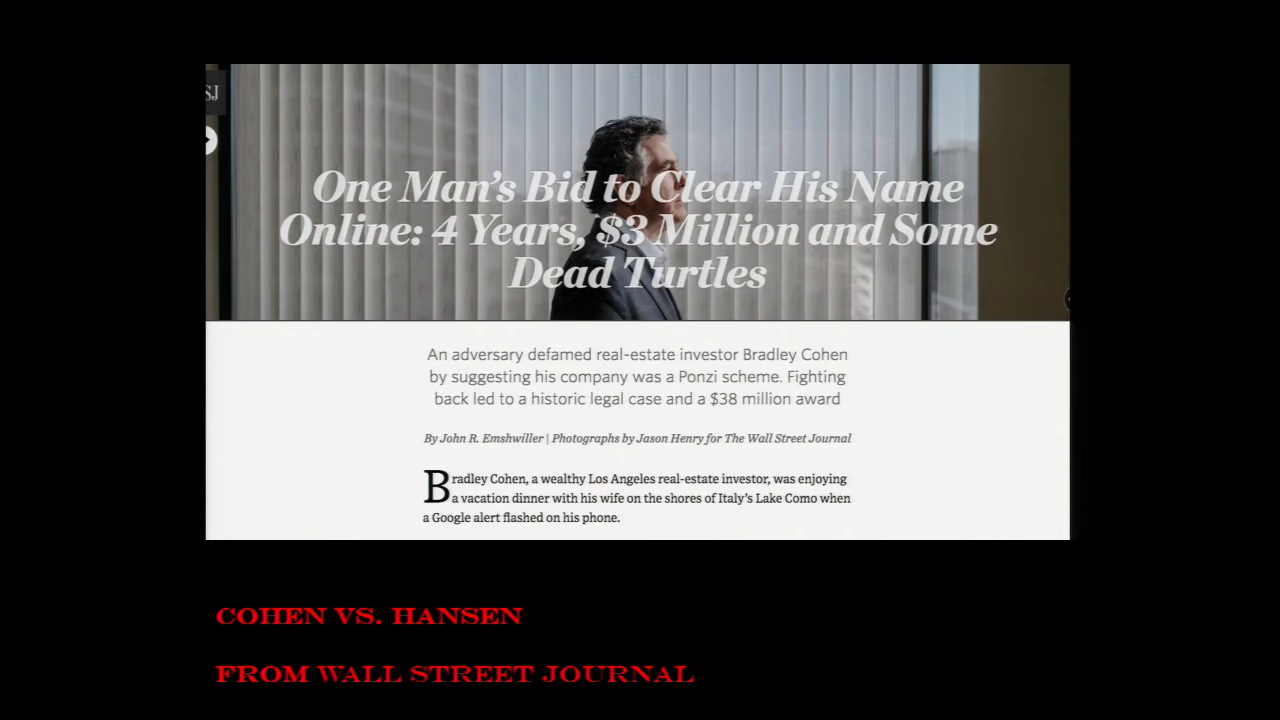 SJ
One Man's Bid to Clear His Name
Online: 4 Years, $3 Million and Some
Dead Turtles
An adversary defamed real-estate investor Bradley Cohen
by suggesting his company was a Ponzi scheme. Fighting
back led to a historic legal case and a $38 million award
By John R. Emshwiller | Photographs by Jason Henry for The Wall Street Journal
Bradley Cohen, a wealthy Los Angeles real-estate investor, was enjoying
a vacation dinner with his wife on the shores of Italy's Lake Como when
a Google alert flashed on his phone.
COHEN VS. HANSEN
FROM WALL STREET JOURNAL